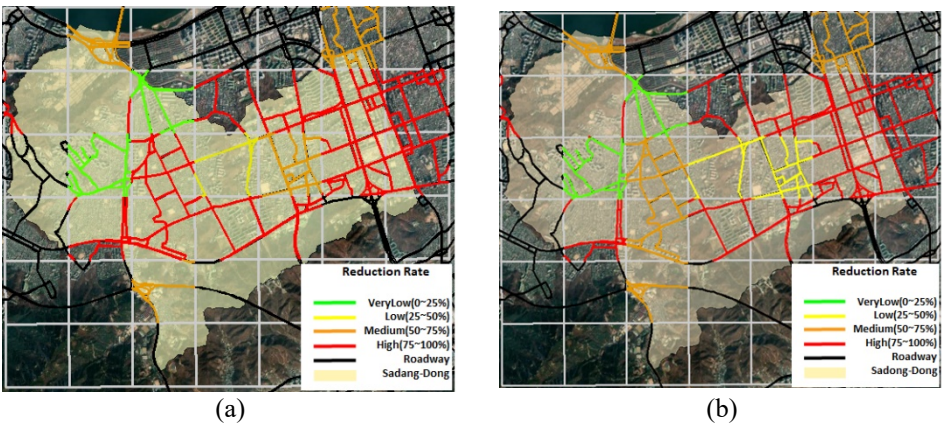 Reduction Rate
VeryLow(0~25%)
Low(25~50%)
Medium(50~75%)
High(75~100%)
Roadway
Sadang-Dong
(a)
Reduction Rate
VeryLow(0~25%)
Low(25~50%)
Medium(50~75%)
High(75~100%)
Roadway
Sadong-Dong
(b)